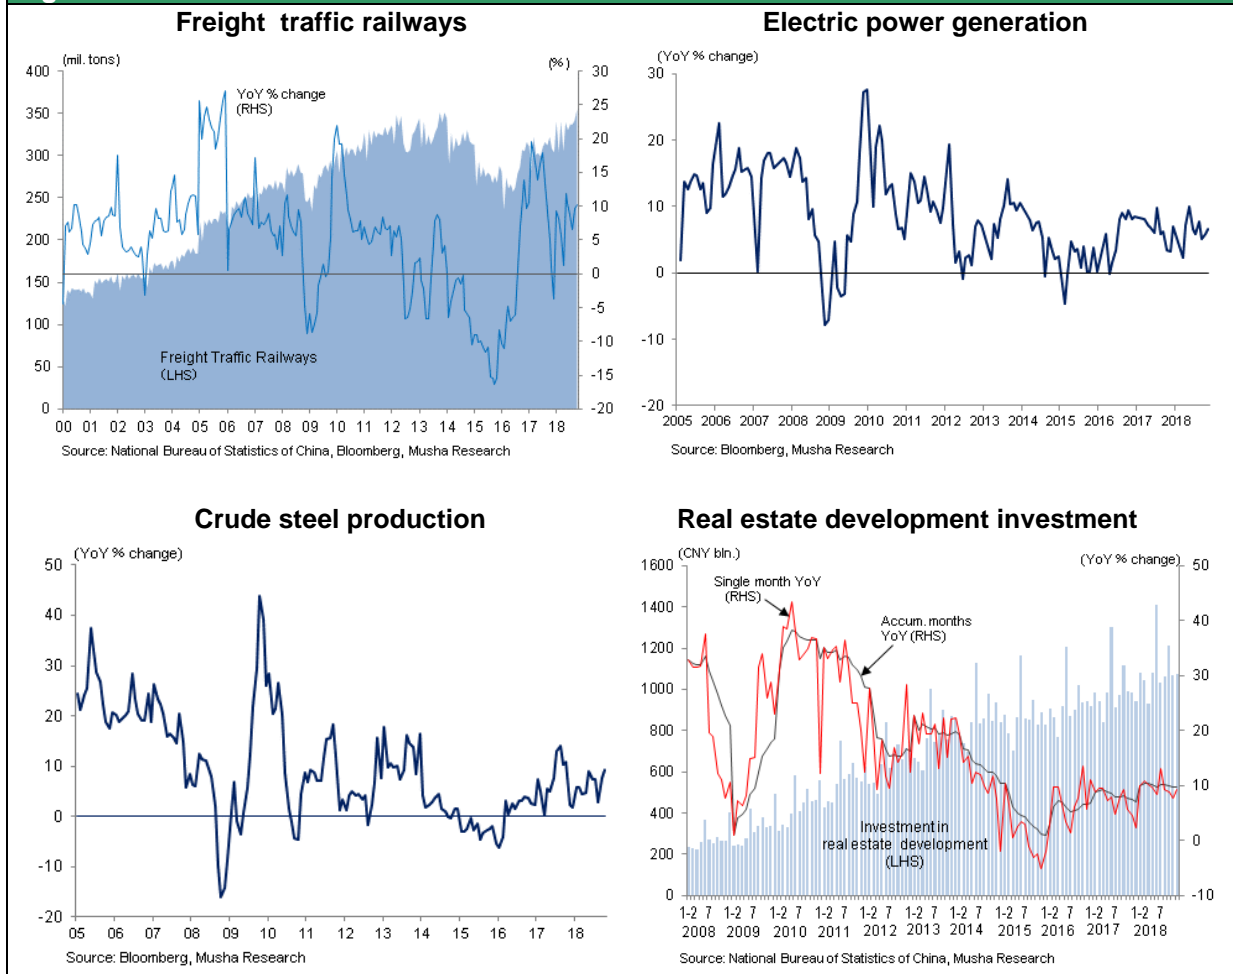 Freight traffic railways
(mil. tons)
(%)
400
350
300
250
200
150
100
50
0
30
25
20
15
10
5
0
-5
-10
-15
-20
YoY % change
(RHS)
Freight Traffic Railways
(LHS)
00 01 02 03 04 05 06 07 08 09 10 11 12 13 14 15 16 17 18
Source: National Bureau of Statistics of China, Bloomberg, Musha Research
Electric power generation
(YoY % change)
30
20
10
0
-10
-20
2005 2006 2007 2008 2009 2010 2011 2012 2013 2014 2015 2016 2017 2018
Source: Bloomberg, Musha Research
Crude steel production
(YoY % change)
50
40
30
20
10
0
-10
-20
05 06 07 08 09 10 11 12 13 14 15 16 17 18
Source: Bloomberg, Musha Research
Real estate development investment
(CNY bln.)
(YoY % change)
1600
1400
1200
1000
800
600
400
200
0
50
40
30
20
10
0
-10
Single month YoY
(RHS)
Accum. months
YoY (RHS)
Investment in
real estate development
(LHS)
1-2 7 1-2 7 1-2 7 1-2 7 1-2 7 1-2 7 1-2 7 1-2 7 1-2 7 1-2 7 1-2 7
2008 2009 2010 2011 2012 2013 2014 2015 2016 2017 2018
Source: National Bureau of Statistics of China, Musha Research